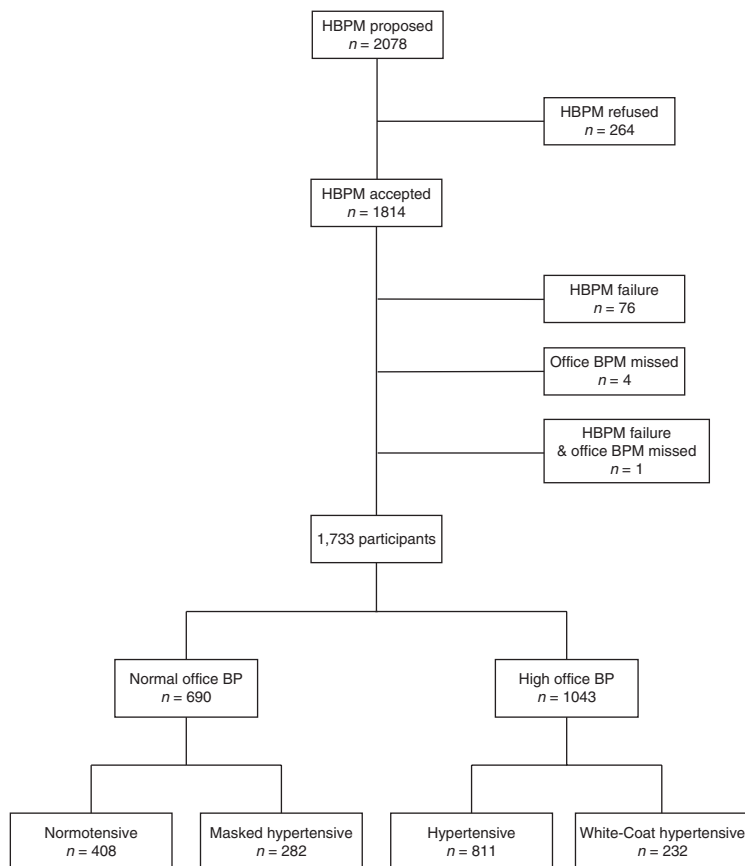 HBPM proposed
n = 2078
HBPM refused
n = 264
HBPM accepted
n = 1814
HBPM failure
n = 76
Office BPM missed
n = 4
HBPM failure
& office BPM missed
n = 1
1,733 participants
Normal office BP
n = 690
High office BP
n = 1043
Normotensive
n = 408
Masked hypertensive
n = 282
Hypertensive
n = 811
White-Coat hypertensive
n = 232